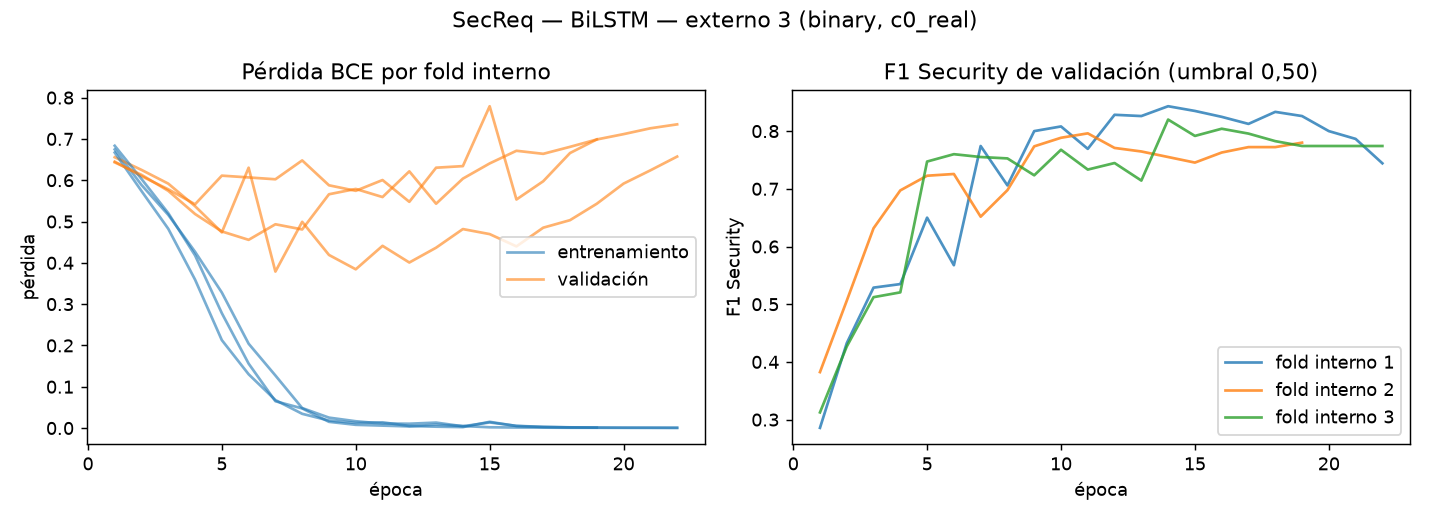 SecReq — BiLSTM — externo 3 (binary, c0_real)
Pérdida BCE por fold interno
pérdida
0.8
0.7
0.6
0.5
0.4
0.3
0.2
0.1
0.0
entrenamiento
validación
0
5
10
15
20
época
F1 Security de validación (umbral 0,50)
F1 Security
0.8
0.7
0.6
0.5
0.4
0.3
fold interno 1
fold interno 2
fold interno 3
0
5
10
15
20
época